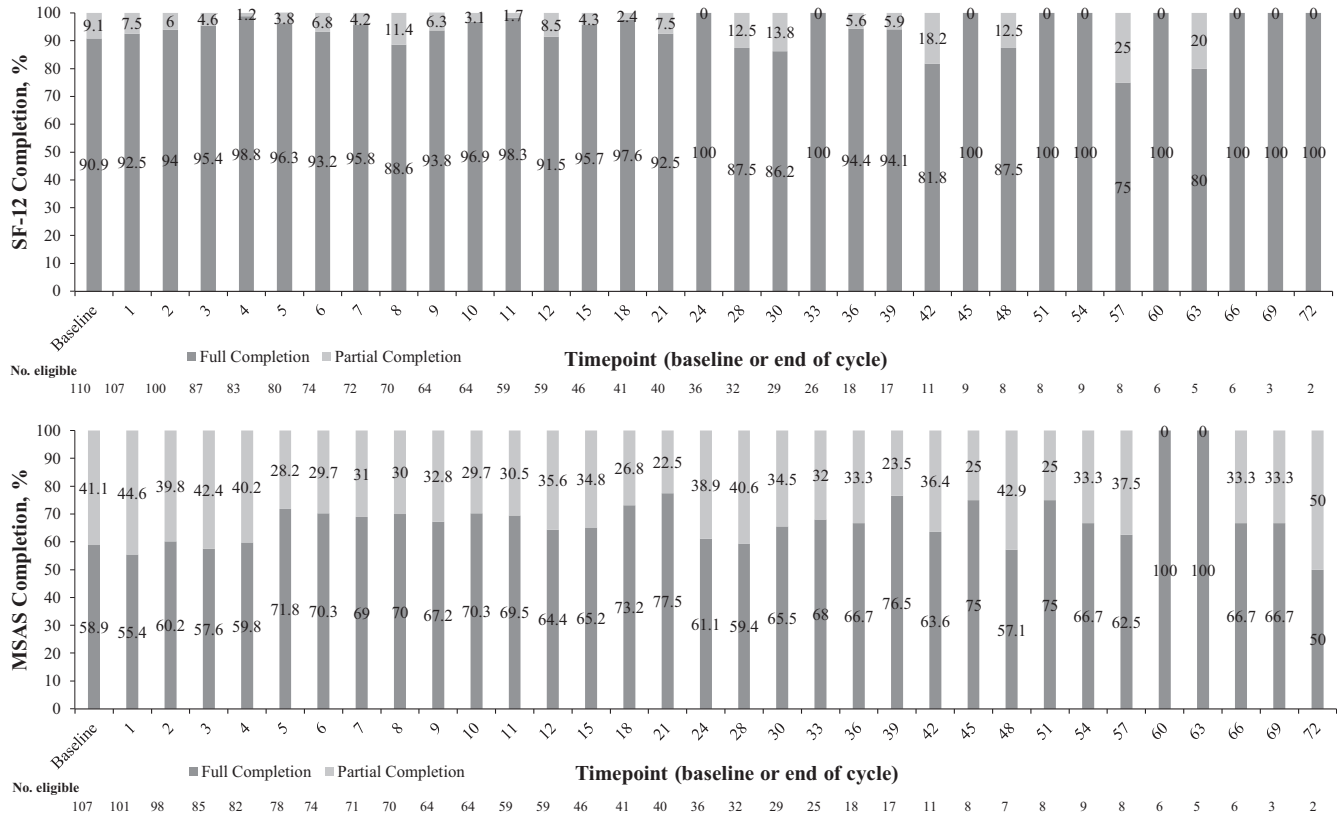 SF-12 Completion, %
100
90
80
70
60
50
40
30
20
10
0
9.1 7.5 6 4.6 1.2 3.8 6.8 4.2 11.4 6.3 3.1 1.7 8.5 4.3 2.4 7.5 0 12.5 13.8 0 5.6 5.9 18.2 0 12.5 0 0 25 0 20 0 0 0
90.9 92.5 94 95.4 98.8 96.3 93.2 95.8 88.6 93.8 96.9 98.3 91.5 95.7 97.6 92.5 100 87.5 86.2 100 94.4 94.1 81.8 100 87.5 100 100 75 100 80 100 100 100
Baseline 1 2 3 4 5 6 7 8 9 10 11 12 15 18 21 24 28 30 33 36 39 42 45 48 51 54 57 60 63 66 69 72
Full Completion Partial Completion
Timepoint (baseline or end of cycle)
No. eligible
110 107 100 87 83 80 74 72 70 64 64 59 59 46 41 40 36 32 29 26 18 17 11 9 8 8 9 8 6 5 6 3 2
MSAS Completion, %
100
90
80
70
60
50
40
30
20
10
0
41.1 44.6 39.8 42.4 40.2 28.2 29.7 31 30 32.8 29.7 30.5 35.6 34.8 26.8 22.5 38.9 40.6 34.5 32 33.3 23.5 36.4 25 42.9 25 33.3 37.5 0 0 33.3 33.3 50
58.9 55.4 60.2 57.6 59.8 71.8 70.3 69 70 67.2 70.3 69.5 64.4 65.2 73.2 77.5 61.1 59.4 65.5 68 66.7 76.5 63.6 75 57.1 75 66.7 62.5 100 100 66.7 66.7 50
Baseline 1 2 3 4 5 6 7 8 9 10 11 12 15 18 21 24 28 30 33 36 39 42 45 48 51 54 57 60 63 66 69 72
Full Completion Partial Completion
Timepoint (baseline or end of cycle)
No. eligible
107 101 98 85 82 78 74 71 70 64 64 59 59 46 41 40 36 32 29 25 18 17 11 8 7 8 9 8 6 5 6 3 2